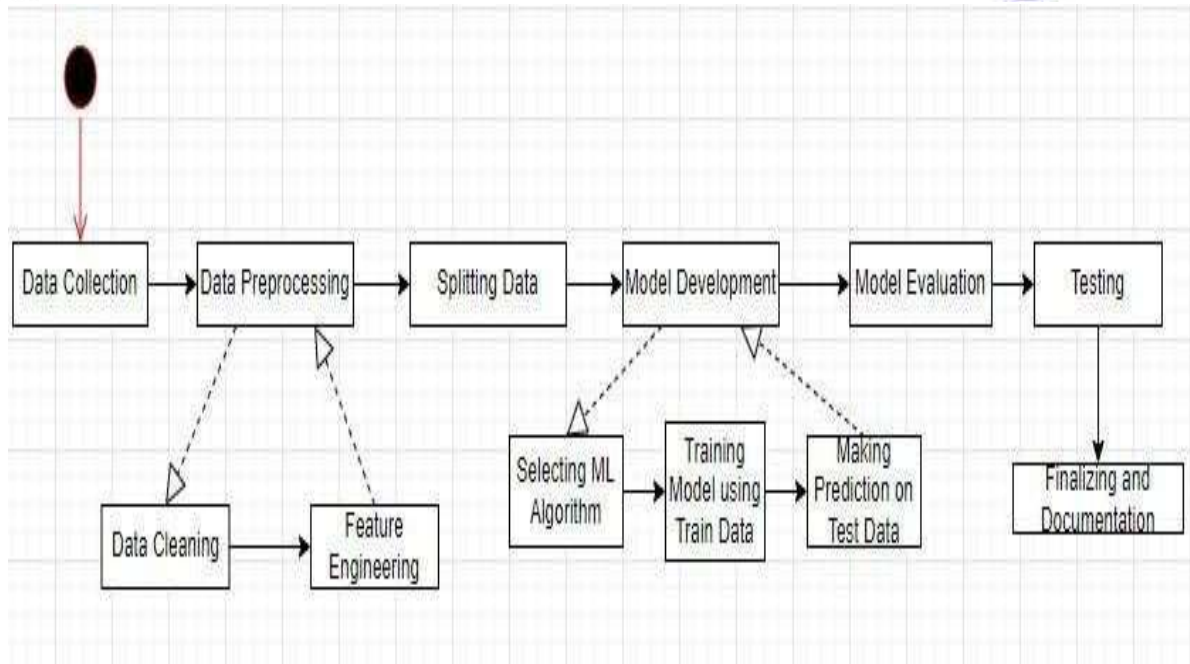 Data Collection
Data Preprocessing
Splitting Data
Model Development
Model Evaluation
Testing
Data Cleaning
Feature
Engineering
Selecting ML
Algorithm
Training
Model using
Train Data
Making
Prediction on
Test Data
Finalizing and
Documentation